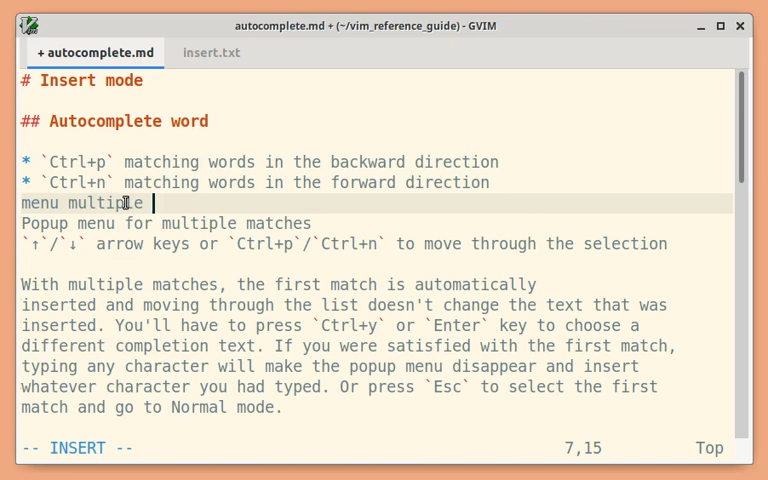 autocomplete.md + (~/vim_reference_guide) - GVIM
+ autocomplete.md insert.txt
# Insert mode
## Autocomplete word
* `Ctrl+p` matching words in the backward direction
* `Ctrl+n` matching words in the forward direction
menu multiple
Popup menu for multiple matches
`↑`/`↓` arrow keys or `Ctrl+p`/`Ctrl+n` to move through the selection
With multiple matches, the first match is automatically
inserted and moving through the list doesn't change the text that was
inserted. You'll have to press `Ctrl+y` or `Enter` key to choose a
different completion text. If you were satisfied with the first match,
typing any character will make the popup menu disappear and insert
whatever character you had typed. Or press `Esc` to select the first
match and go to Normal mode.
-- INSERT -- 7,15 Top